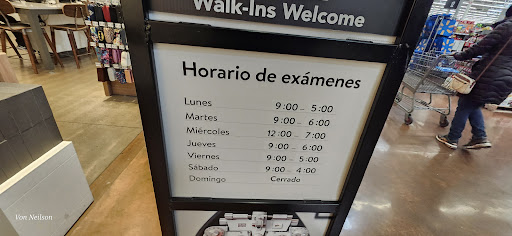 Walk-Ins Welcome
Horario de exámenes
Lunes 9:00 - 5:00
Martes 9:00 - 6:00
Miércoles 12:00 - 7:00
Jueves 9:00 - 6:00
Viernes 9:00 - 5:00
Sábado 9:00 - 4:00
Domingo Cerrado
Von Neilson